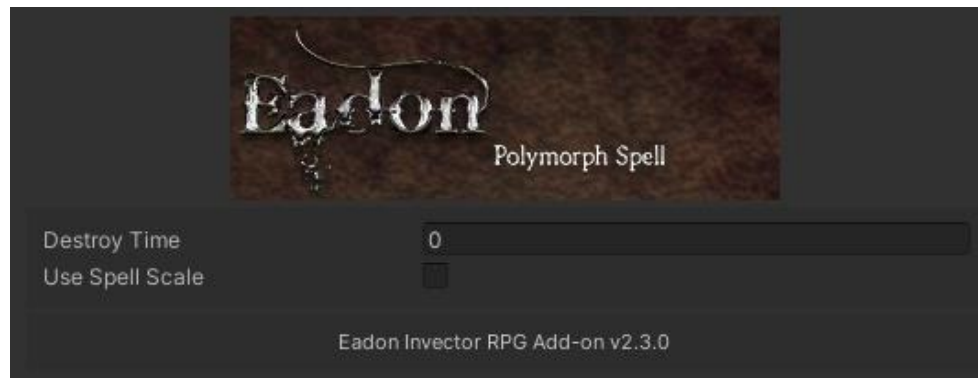 Eadon
Polymorph Spell
Destroy Time 0
Use Spell Scale
Eadon Invector RPG Add-on v2.3.0